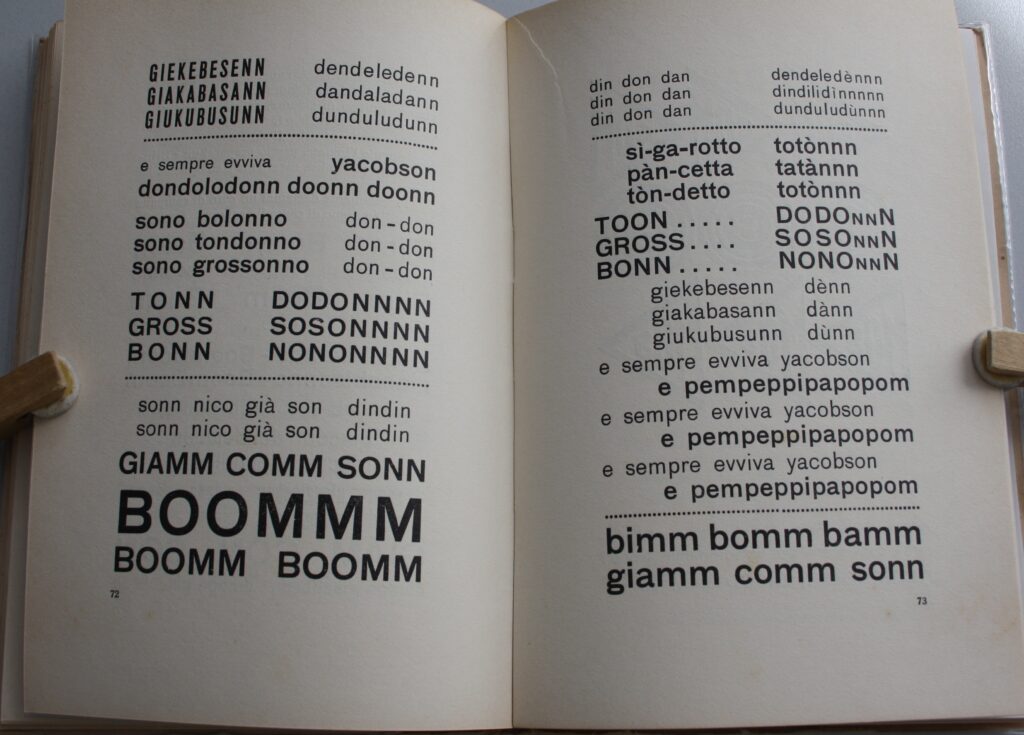 GIEKEBESENN dendeledenn
GIAKABASANN dandaladann
GIUKUBUSUNN dunduludunn
e sempre evviva yacobson
dondolodonn doonn doonn
sono bolonno don-don
sono tondonno don-don
sono grossonno don-don
TONN DODONNNN
GROSS SOSONNNN
BONN NONONNNN
sonn nico già son dindin
sonn nico già son dindin
GIAMM COMM SONN
BOOMMM
BOOMM BOOMM
72
din don dan dendeledènnn
din don dan dindilidìnnnnn
din don dan dunduludùnnn
sì-ga-rotto totònnn
pàn-cetta tatànnn
tòn-detto totònnn
TOON ..... DODONNN
GROSS .... SOSONNN
BONN ..... NONONNN
giekebesenn dènn
giakabasann dànn
giukubusunn dùnn
e sempre evviva yacobson
e pempeppipapopom
e sempre evviva yacobson
e pempeppipapopom
e sempre evviva yacobson
e pempeppipapopom
bimm bomm bamm
giamm comm sonn
73